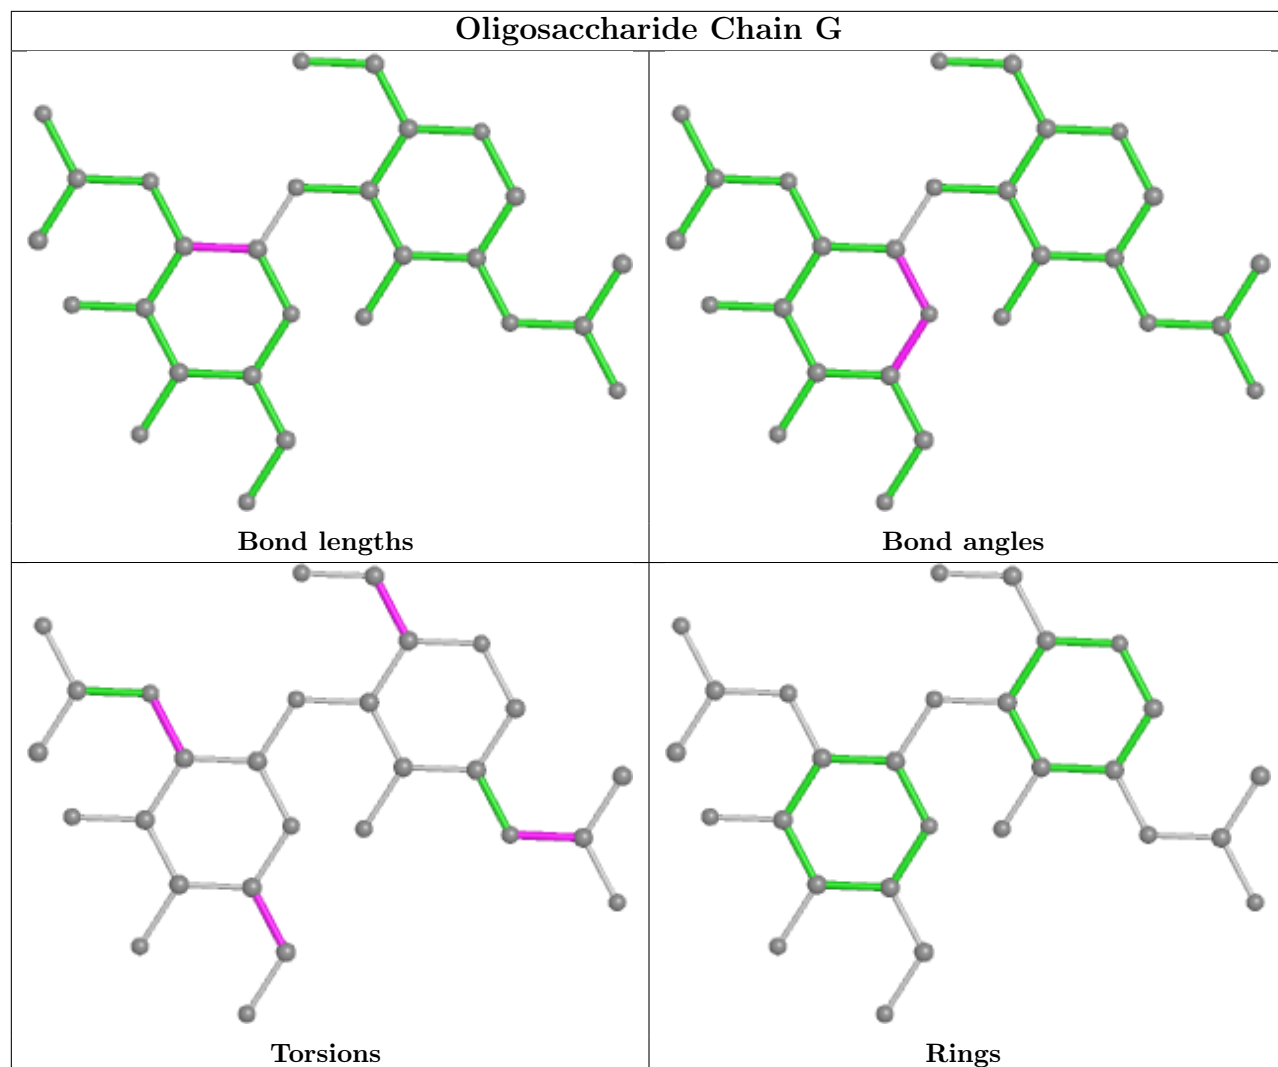 Oligosaccharide Chain G
Bond lengths
Bond angles
Torsions
Rings